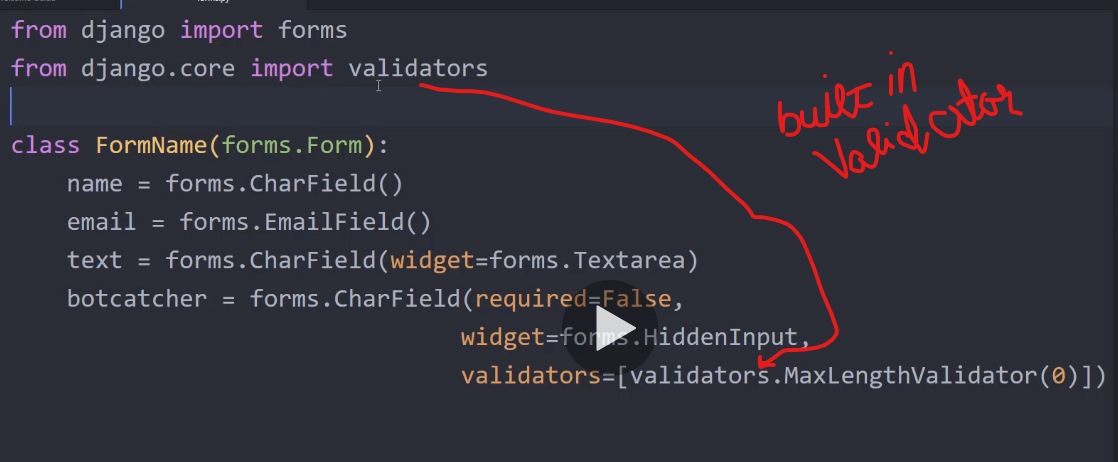 from django import forms
from django.core import validators
built in
validator
class FormName(forms.Form):
    name = forms.CharField()
    email = forms.EmailField()
    text = forms.CharField(widget=forms.Textarea)
    botcatcher = forms.CharField(required=False,
                                widget=forms.HiddenInput,
                                validators=[validators.MaxLengthValidator(0)])